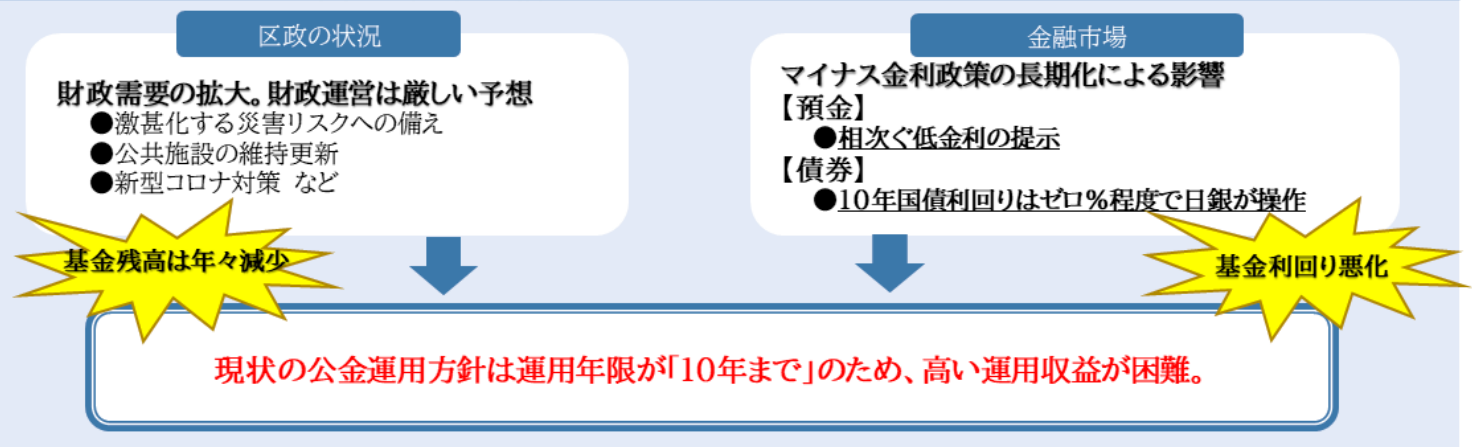 区政の状況
財政需要の拡大。財政運営は厳しい予想
●激甚化する災害リスクへの備え
●公共施設の維持更新
●新型コロナ対策 など
基金残高は年々減少
金融市場
マイナス金利政策の長期化による影響
【預金】
●相次ぐ低金利の提示
【債券】
●10年国債利回りはゼロ%程度で日銀が操作
基金利回り悪化
現状の公金運用方針は運用年限が「10年まで」のため、高い運用収益が困難。